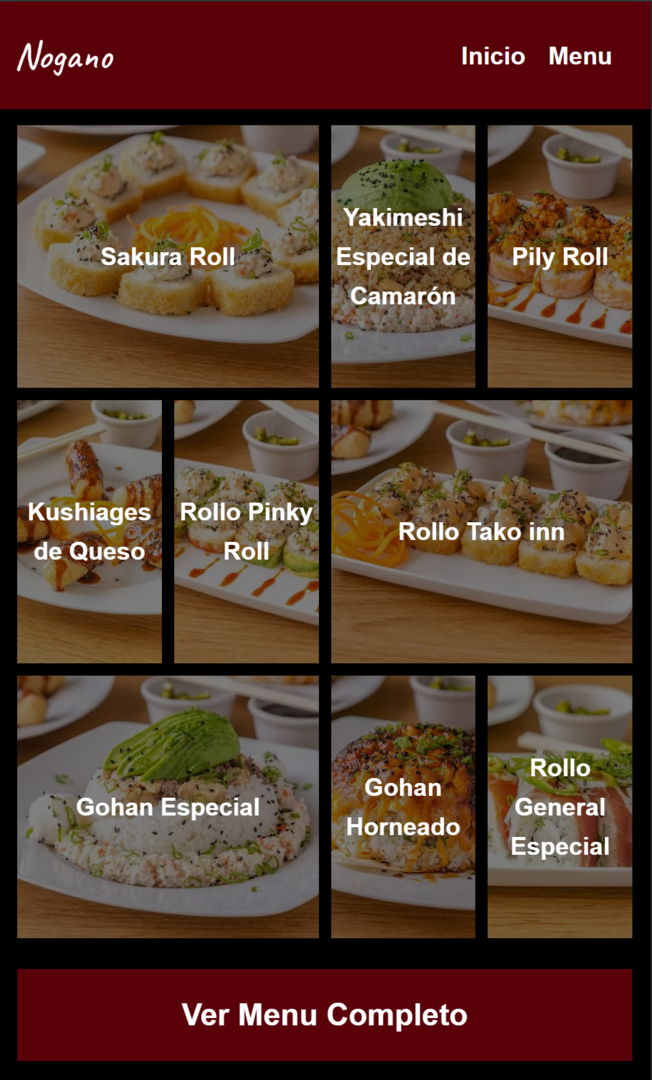 Nogano
Inicio Menu
Sakura Roll
Yakimeshi
Especial de
Camarón
Pily Roll
Kushiages
de Queso
Rollo Pinky
Roll
Rollo Tako inn
Gohan Especial
Gohan
Horneado
Rollo
General
Especial
Ver Menu Completo